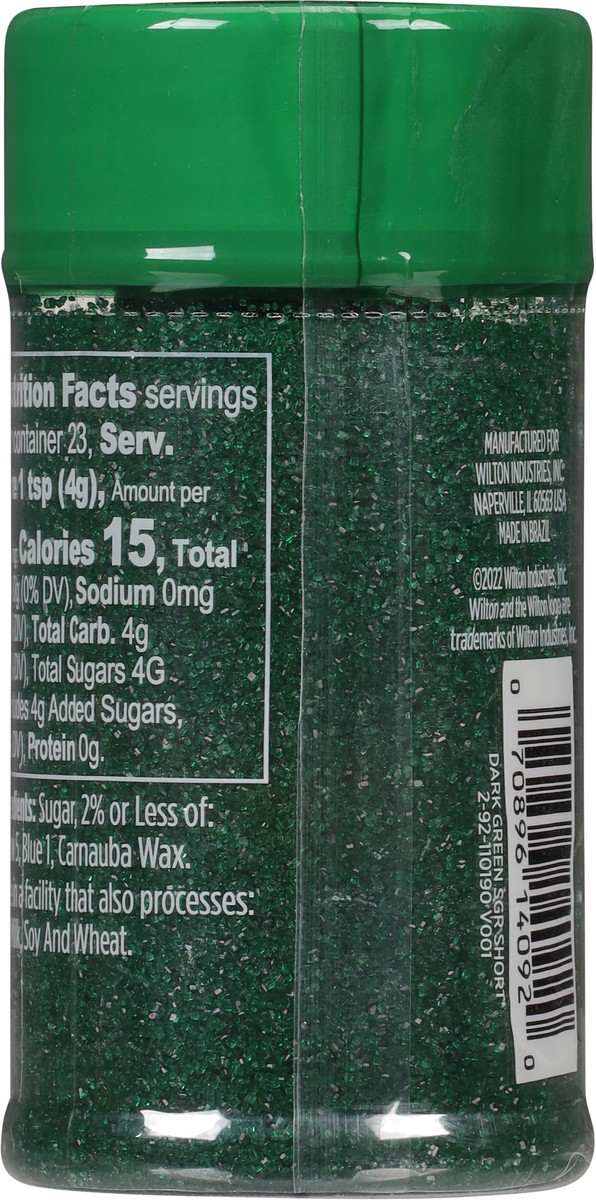 rition Facts servings
container 23, Serv.
e 1 tsp (4g), Amount per
Calories 15, Total
g (0% DV), Sodium 0mg
DV), Total Carb. 4g
DV), Total Sugars 4G
udes 4g Added Sugars,
DV), Protein 0g.
dients: Sugar, 2% or Less of:
5, Blue 1, Carnauba Wax.
in a facility that also processes:
Soy And Wheat.
MANUFACTURED FOR
WILTON INDUSTRIES, INC.
NAPERVILLE, IL 60563 USA
MADE IN BRAZIL
©2022 Wilton Industries, Inc.
Wilton and the Wilton logo are
trademarks of Wilton Industries, Inc.
DARK GREEN SGR SHORT
2-92-110190-V001
0 70896 14092 0